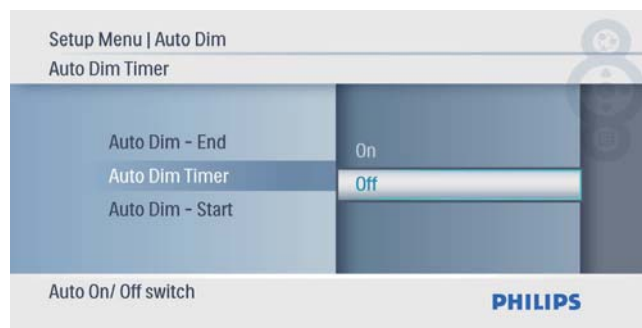 Setup Menu | Auto Dim
Auto Dim Timer
Auto Dim - End
Auto Dim Timer
Auto Dim - Start
On
Off
Auto On/ Off switch
PHILIPS